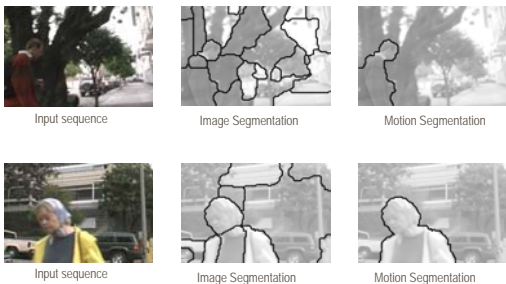 Input sequence
Image Segmentation
Motion Segmentation
Input sequence
Image Segmentation
Motion Segmentation